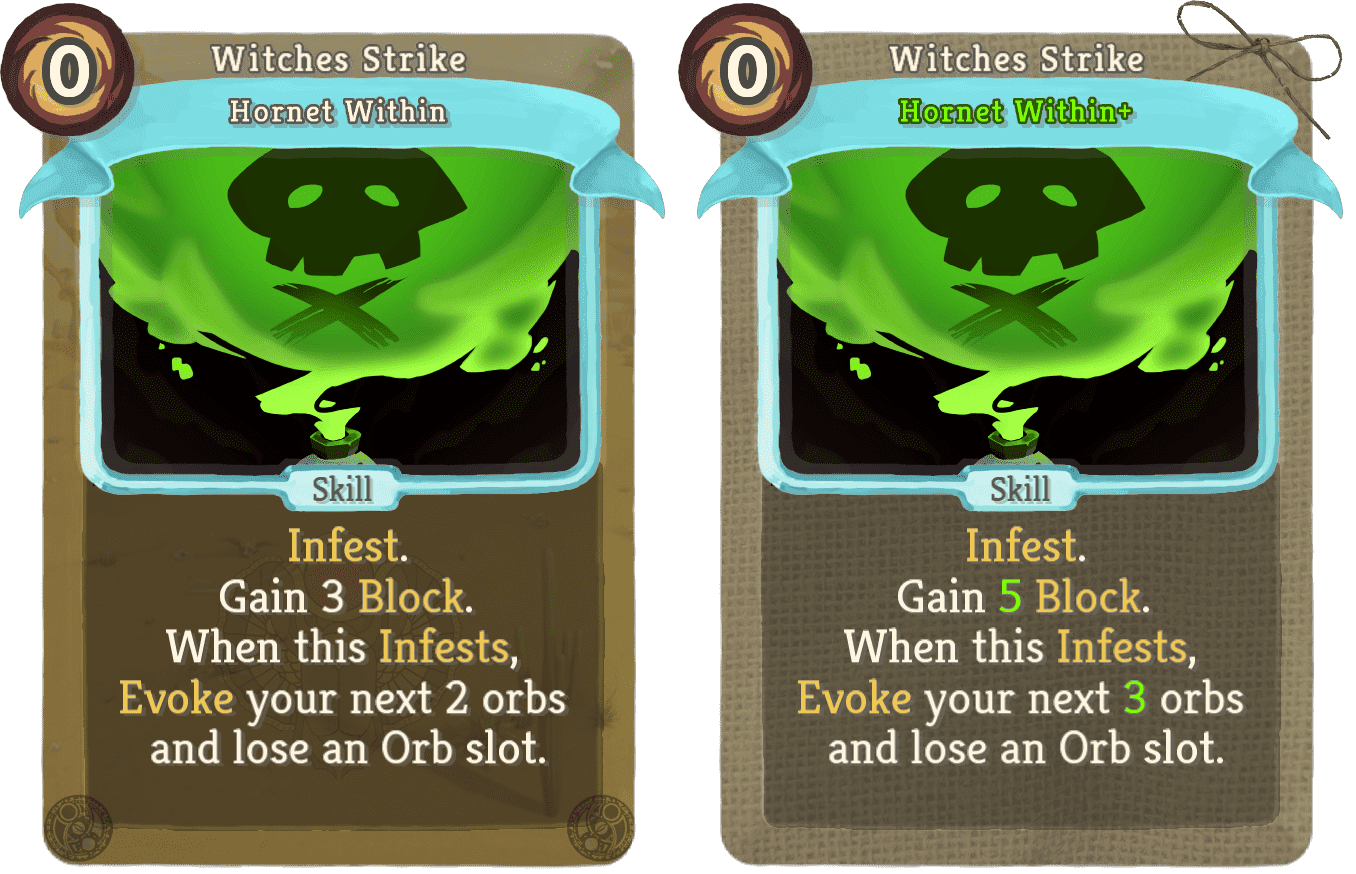 0
Witches Strike
Hornet Within
Skill
Infest.
Gain 3 Block.
When this Infests,
Evoke your next 2 orbs
and lose an Orb slot.
0
Witches Strike
Hornet Within+
Skill
Infest.
Gain 5 Block.
When this Infests,
Evoke your next 3 orbs
and lose an Orb slot.